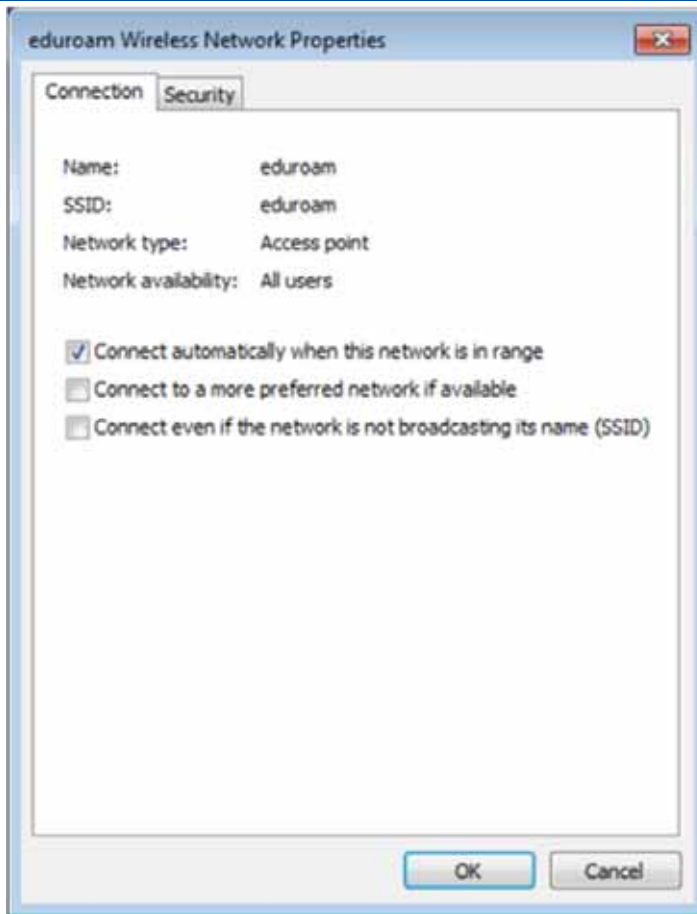 eduroam Wireless Network Properties
Connection Security
Name: eduroam
SSID: eduroam
Network type: Access point
Network availability: All users
Connect automatically when this network is in range
Connect to a more preferred network if available
Connect even if the network is not broadcasting its name (SSID)
OK Cancel